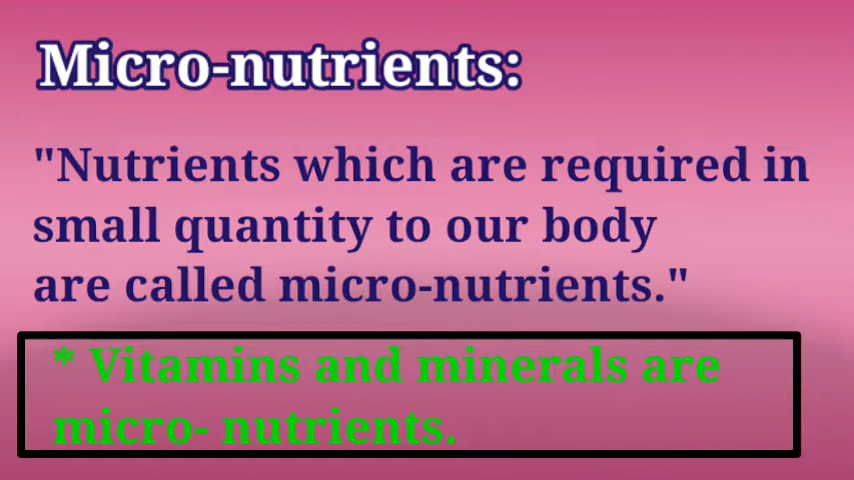 Micro-nutrients:
"Nutrients which are required in
small quantity to our body
are called micro-nutrients."
* Vitamins and minerals are
micro- nutrients.